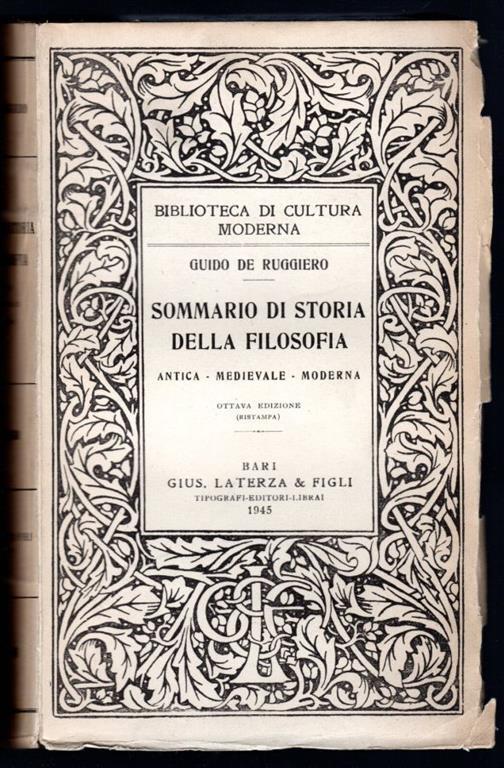 BIBLIOTECA DI CULTURA
MODERNA
GUIDO DE RUGGIERO
SOMMARIO DI STORIA
DELLA FILOSOFIA
ANTICA - MEDIEVALE - MODERNA
OTTAVA EDIZIONE
(RISTAMPA)
BARI
GIUS. LATERZA & FIGLI
TIPOGRAFI-EDITORI-LIBRAI
1945